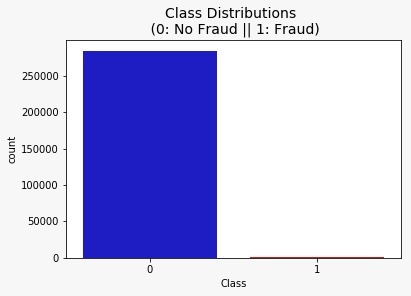 Class Distributions
(0: No Fraud || 1: Fraud)
250000
200000
150000
100000
50000
0
count
0 1
Class